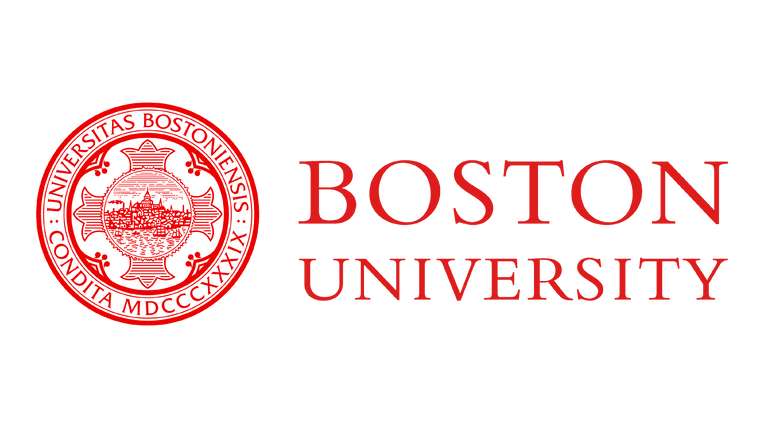 UNIVERSITAS BOSTONIENSIS
CONDITA MDCCCXXXIX
BOSTON
UNIVERSITY